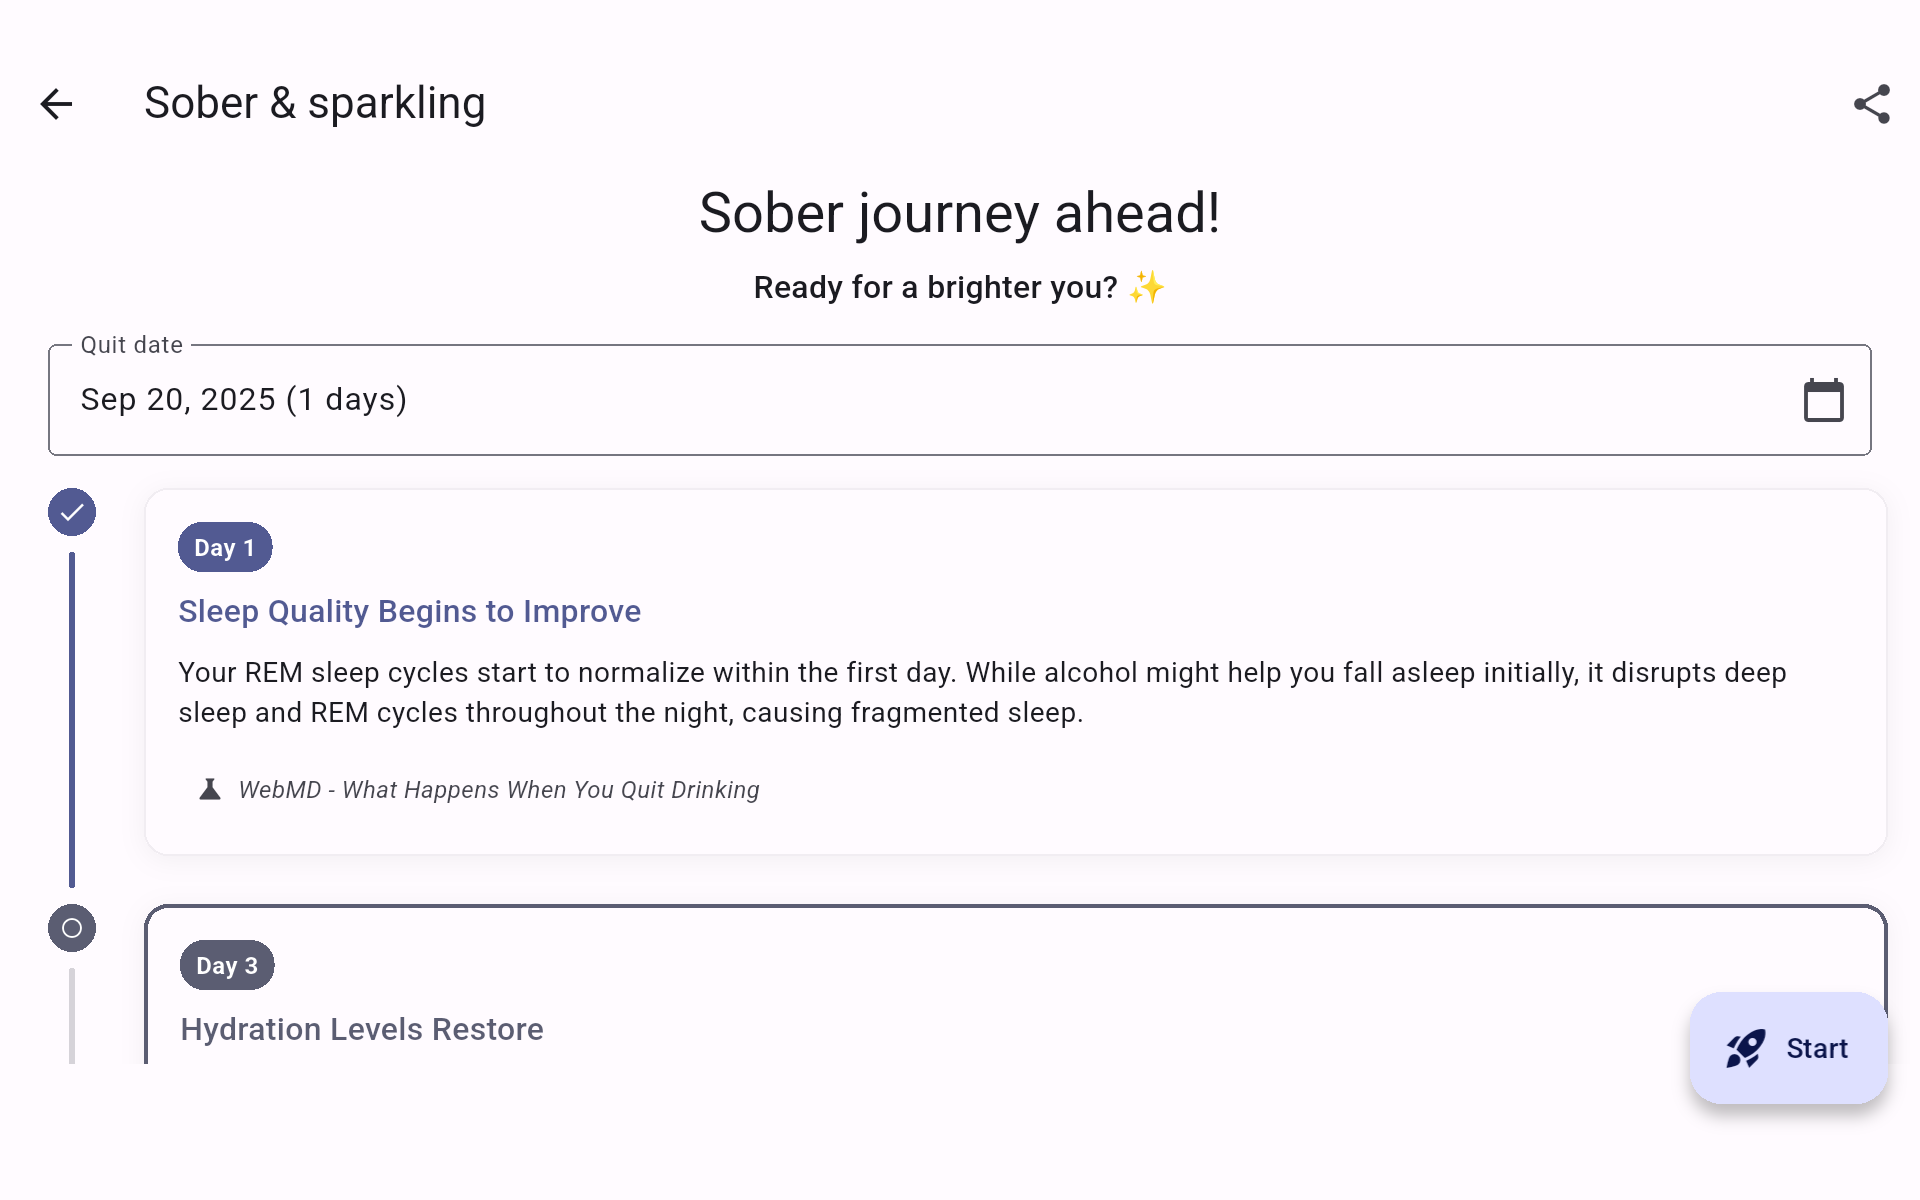 Sober & sparkling
Sober journey ahead!
Ready for a brighter you? ✨
Quit date
Sep 20, 2025 (1 days)
Day 1
Sleep Quality Begins to Improve
Your REM sleep cycles start to normalize within the first day. While alcohol might help you fall asleep initially, it disrupts deep
sleep and REM cycles throughout the night, causing fragmented sleep.
WebMD - What Happens When You Quit Drinking
Day 3
Hydration Levels Restore
Start